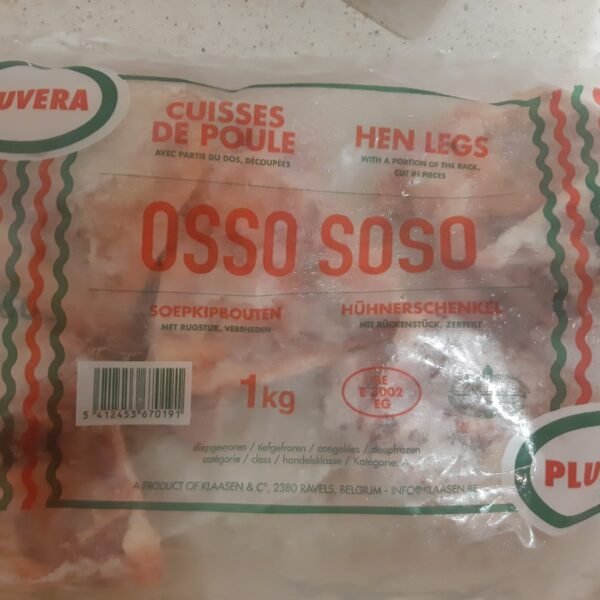 UVERA
CUISSES
DE POULE
AVEC PARTIE DU DOS, DÉCOUPÉES
HEN LEGS
WITH A PORTION OF THE BACK,
CUT IN PIECES
OSSO SOSO
SOEPKIPBOUTEN
MET RUGSTUK, VERSNEDEN
HÜHNERSCHENKEL
MIT RÜCKENSTÜCK, ZERTEILT
5 412453 670191
1kg
BE
E 3002
EG
diepgevroren / tiefgefroren / congelées / deepfrozen
catégorie / class / handelsklasse / Kategorie: A
A PRODUCT OF KLAASEN & C°, 2380 RAVELS, BELGIUM - INFO@KLAASEN.BE
PLU